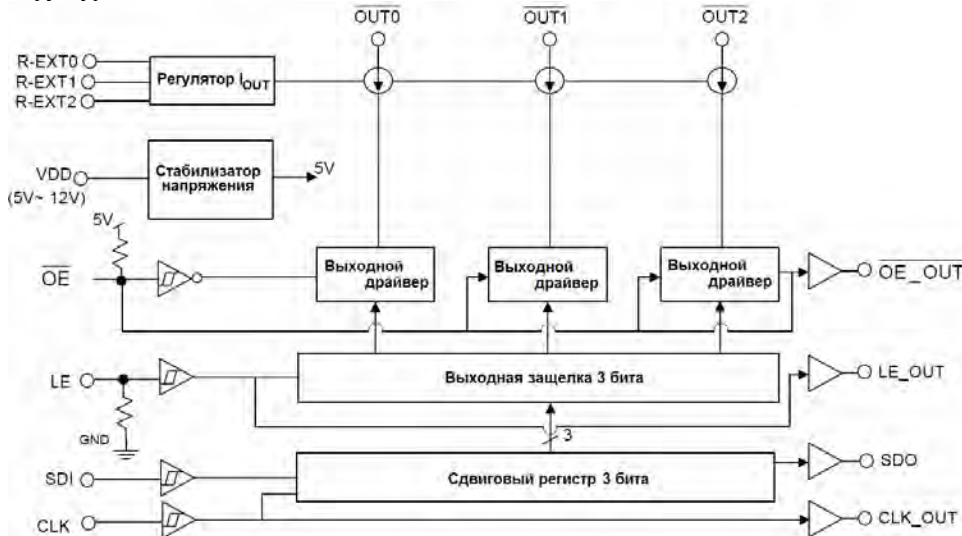 OUT0
OUT1
OUT2
R-EXT0
R-EXT1
R-EXT2
Регулятор IOUT
VDD
(5V~ 12V)
Стабилизатор
напряжения
5V
5V
OE
Выходной
драйвер
Выходной
драйвер
Выходной
драйвер
OE_OUT
LE
Выходная защелка 3 бита
LE_OUT
GND
3
SDI
Сдвиговый регистр 3 бита
SDO
CLK
CLK_OUT